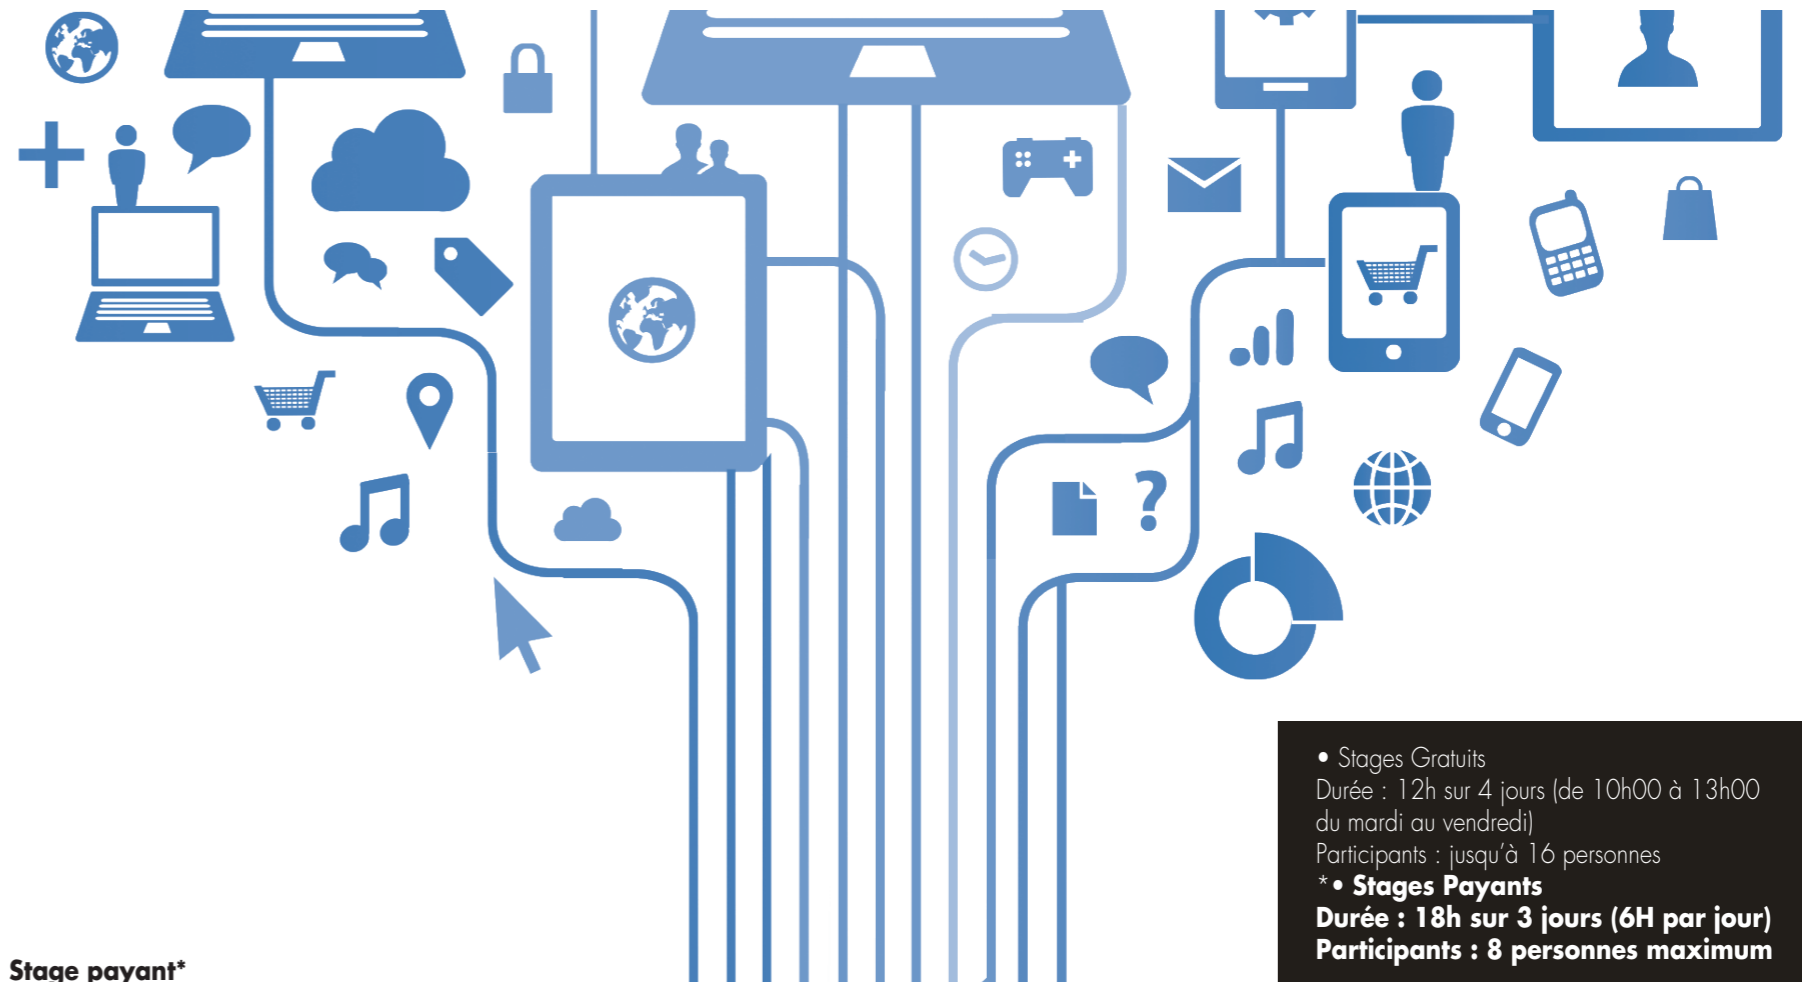 • Stages Gratuits
Durée : 12h sur 4 jours (de 10h00 à 13h00
du mardi au vendredi)
Participants : jusqu'à 16 personnes
*• Stages Payants
Durée : 18h sur 3 jours (6H par jour)
Participants : 8 personnes maximum
Stage payant*